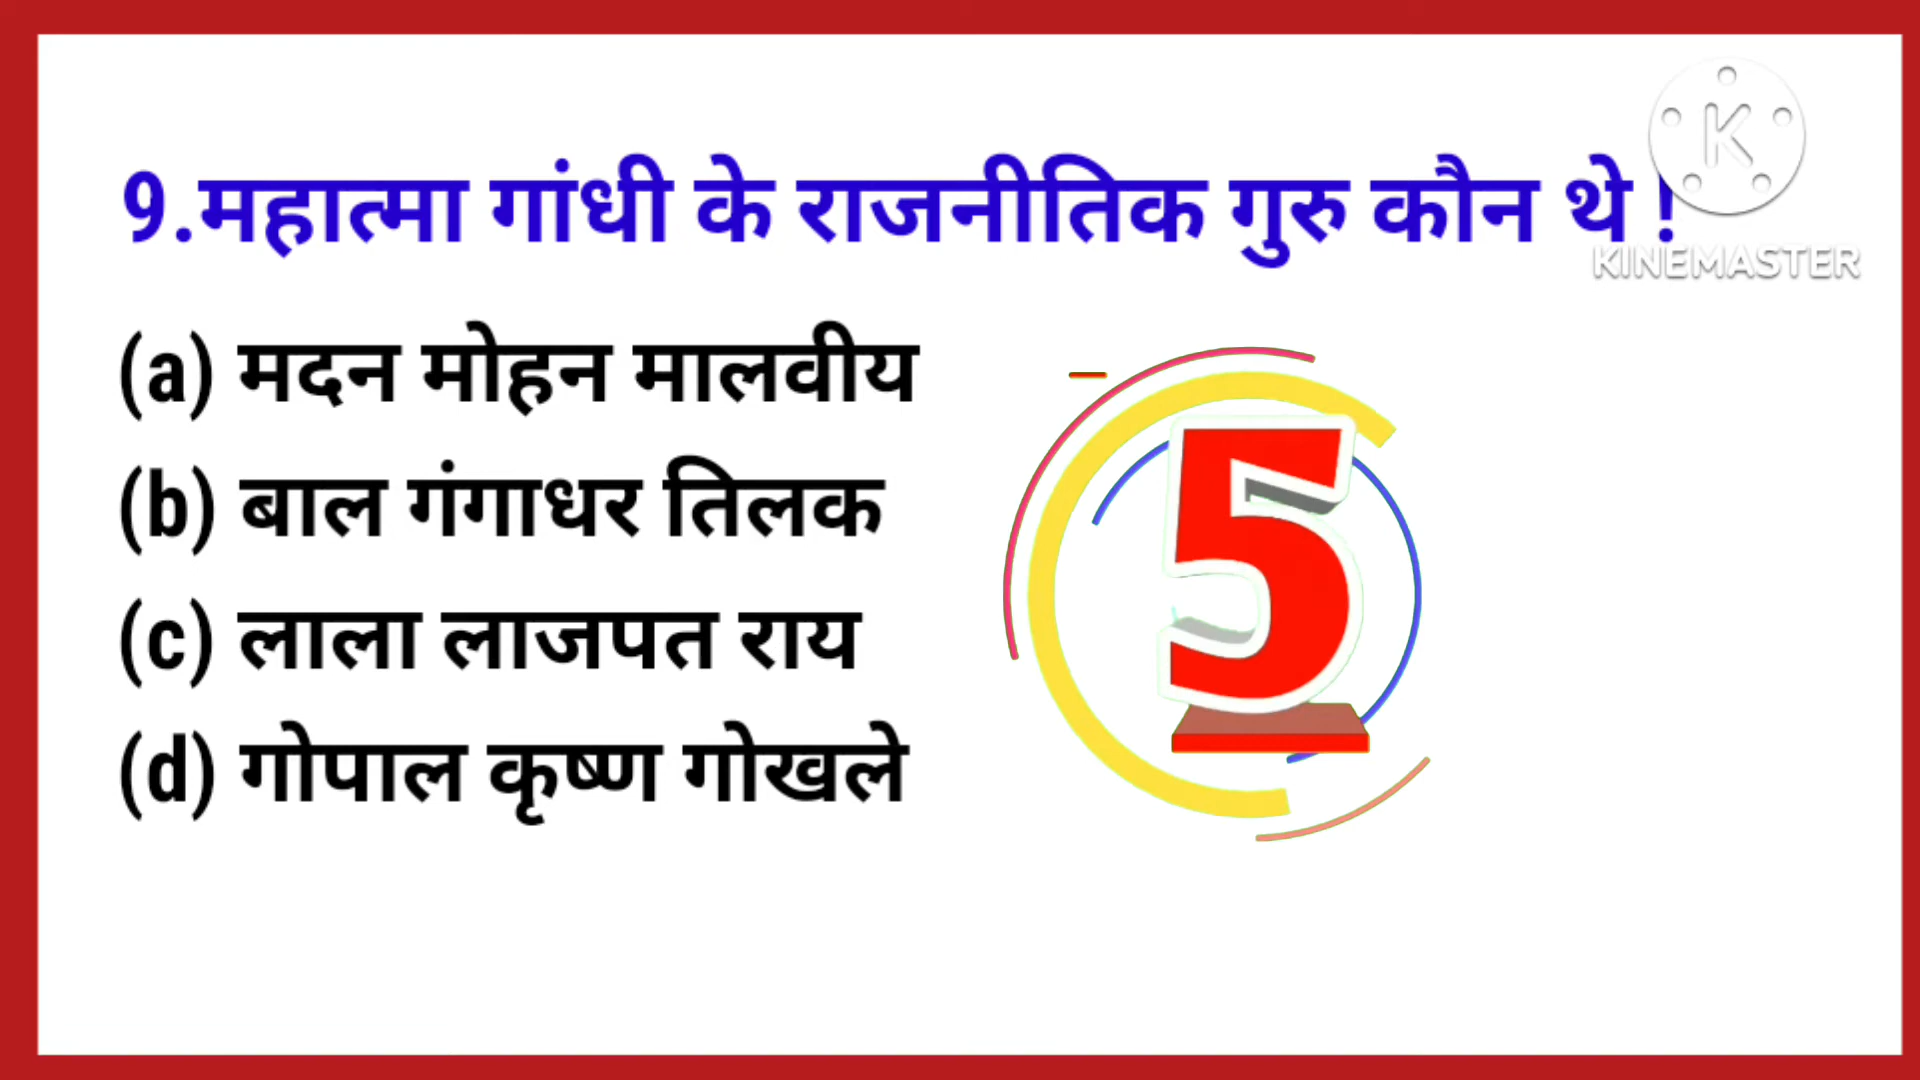 9.महात्मा गांधी के राजनीतिक गुरु कौन थे !
(a) मदन मोहन मालवीय
(b) बाल गंगाधर तिलक
(c) लाला लाजपत राय
(d) गोपाल कृष्ण गोखले
5
K
KINEMASTER